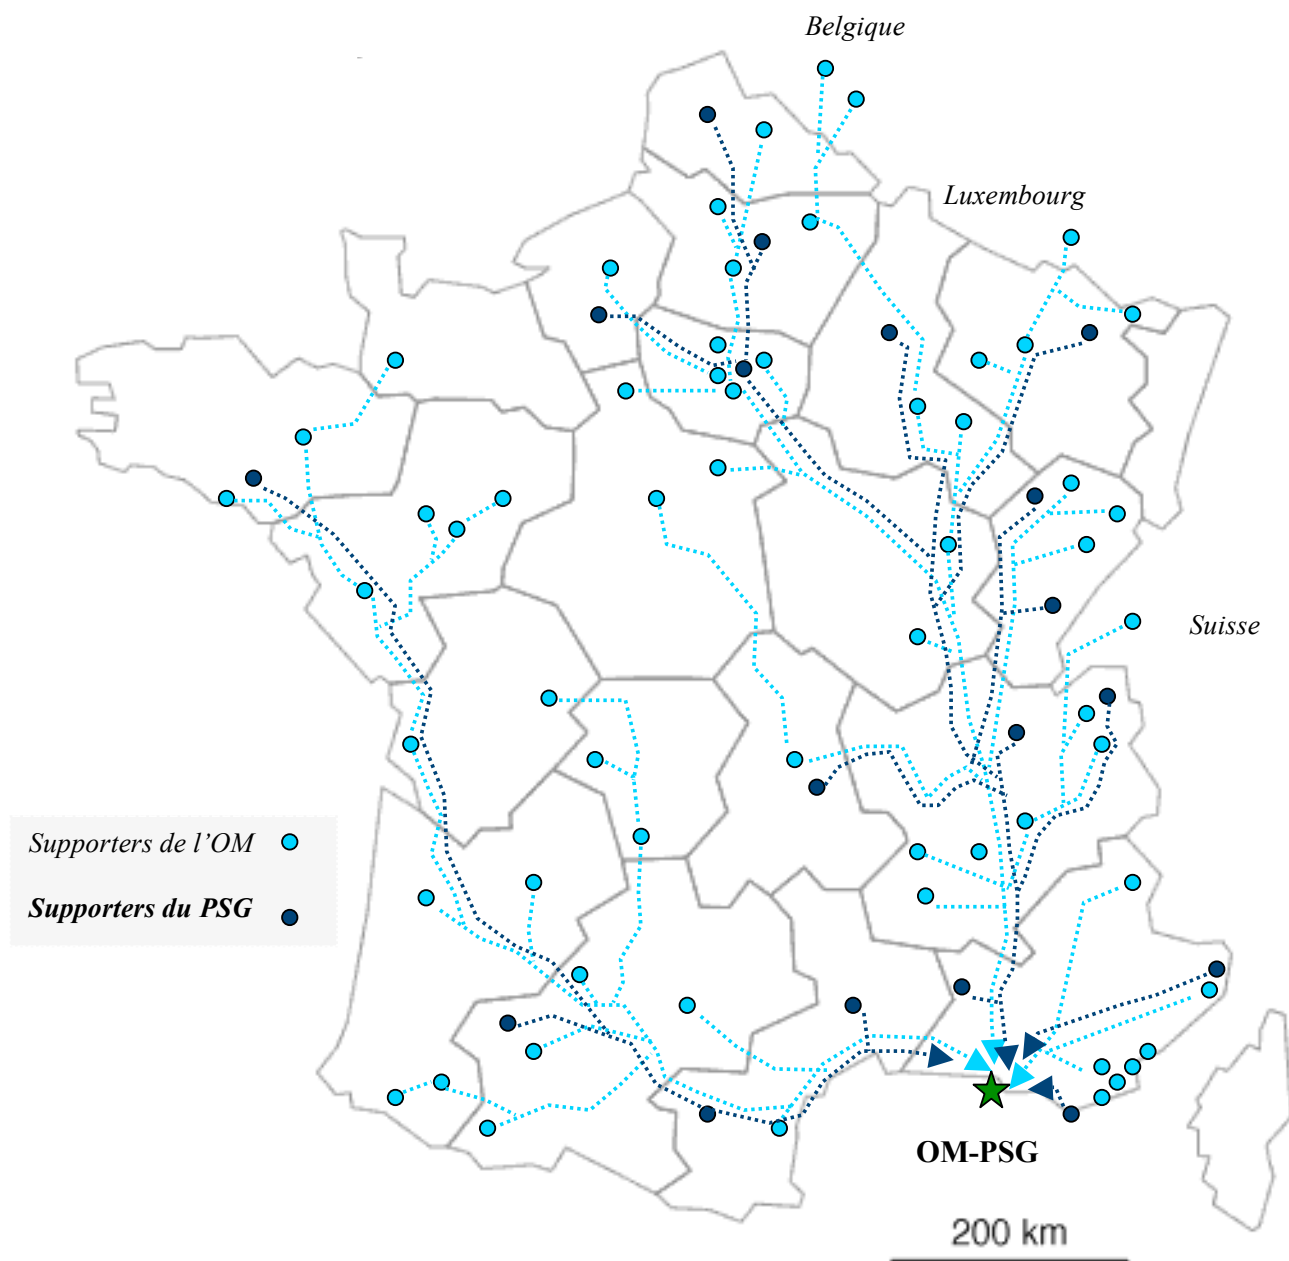 Belgique
Luxembourg
Suisse
Supporters de l’OM
Supporters du PSG
OM-PSG
200 km